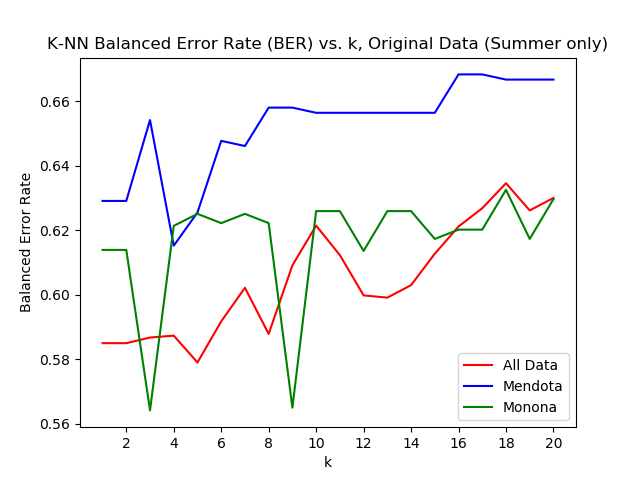 K-NN Balanced Error Rate (BER) vs. k, Original Data (Summer only)
Balanced Error Rate
0.66
0.64
0.62
0.60
0.58
0.56
All Data
Mendota
Monona
2 4 6 8 10 12 14 16 18 20
k